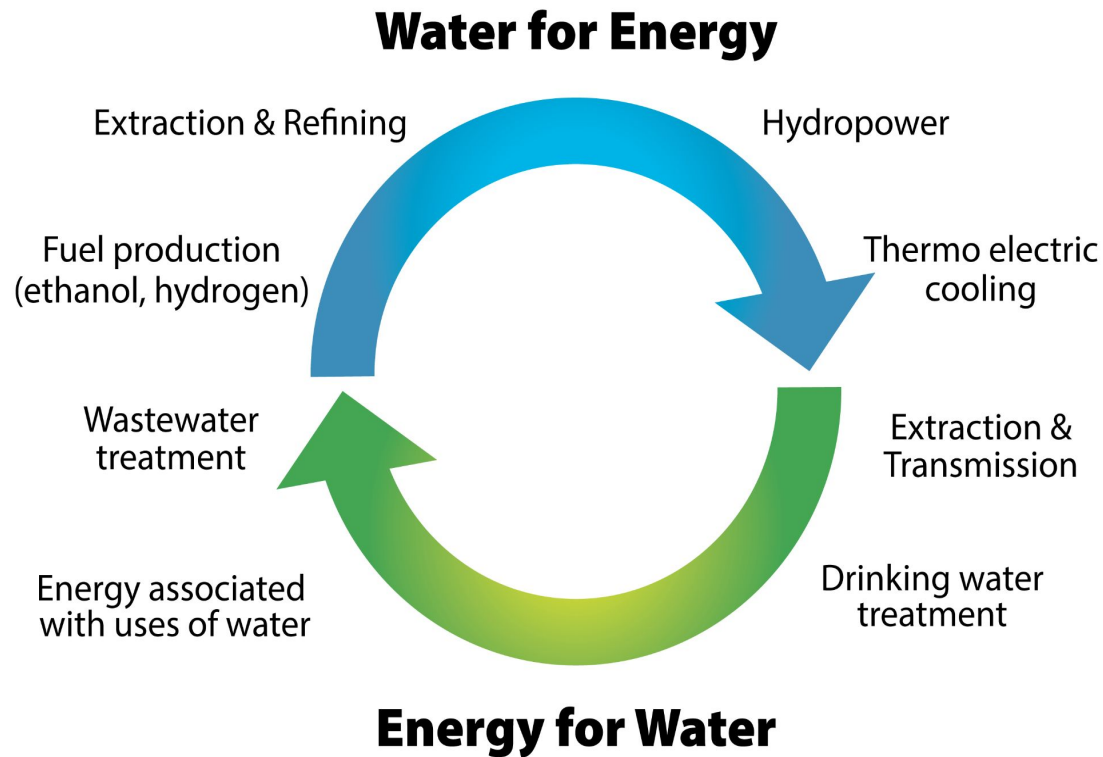 Water for Energy
Extraction & Refining
Hydropower
Fuel production
(ethanol, hydrogen)
Thermo electric
cooling
Wastewater
treatment
Extraction &
Transmission
Energy associated
with uses of water
Drinking water
treatment
Energy for Water